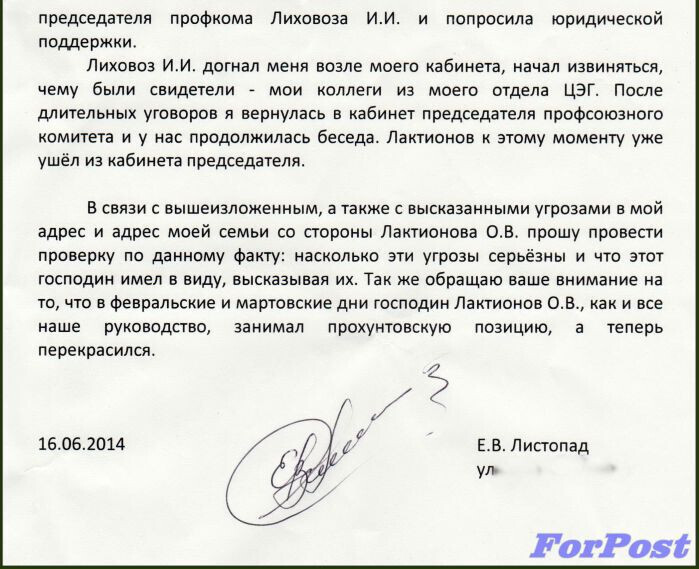 председателя профкома Лиховоза И.И. и попросила юридической
поддержки.
Лиховоз И.И. догнал меня возле моего кабинета, начал извиняться,
чему были свидетели - мои коллеги из моего отдела ЦЭГ. После
длительных уговоров я вернулась в кабинет председателя профсоюзного
комитета и у нас продолжилась беседа. Лактионов к этому моменту уже
ушёл из кабинета председателя.
В связи с вышеизложенным, а также с высказанными угрозами в мой
адрес и адрес моей семьи со стороны Лактионова О.В. прошу провести
проверку по данному факту: насколько эти угрозы серьёзны и что этот
господин имел в виду, высказывая их. Так же обращаю ваше внимание на
то, что в февральские и мартовские дни господин Лактионов О.В., как и все
наше руководство, занимал прохунтовскую позицию, а теперь
перекрасился.
16.06.2014
Е.В. Листопад
ул
ForPost